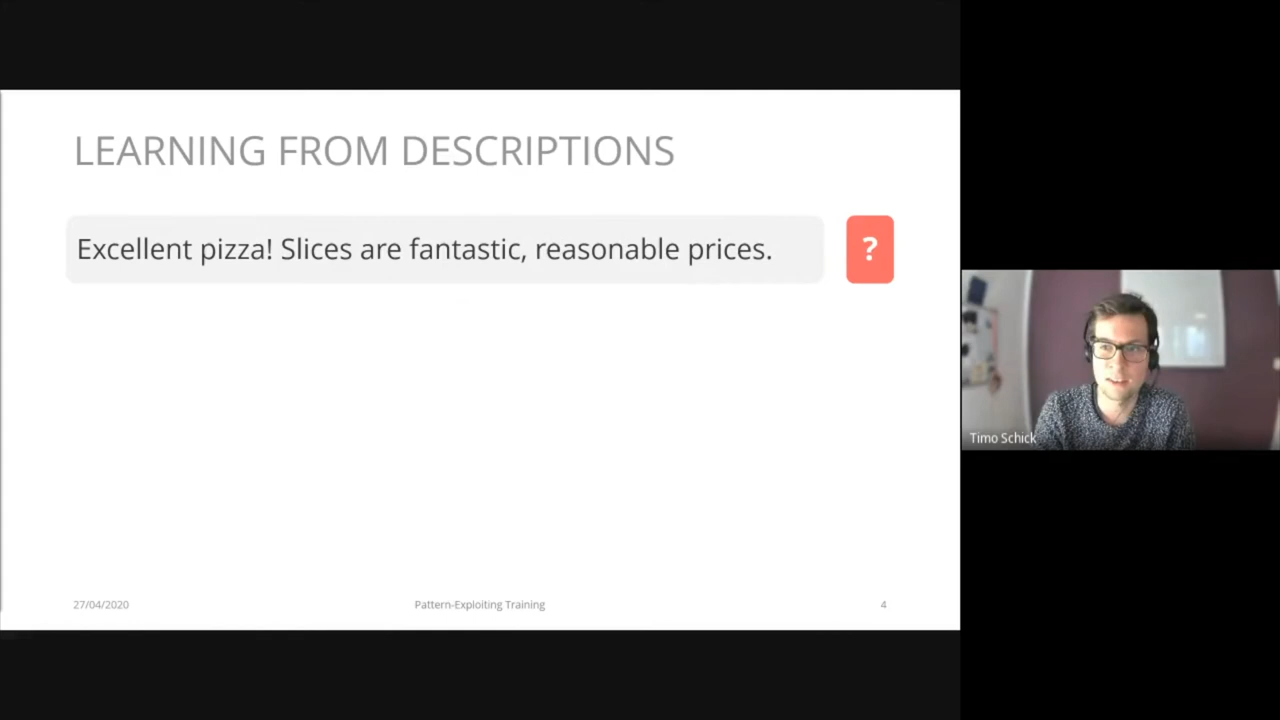 LEARNING FROM DESCRIPTIONS
Excellent pizza! Slices are fantastic, reasonable prices.
?
27/04/2020
Pattern-Exploiting Training
4
Timo Schick